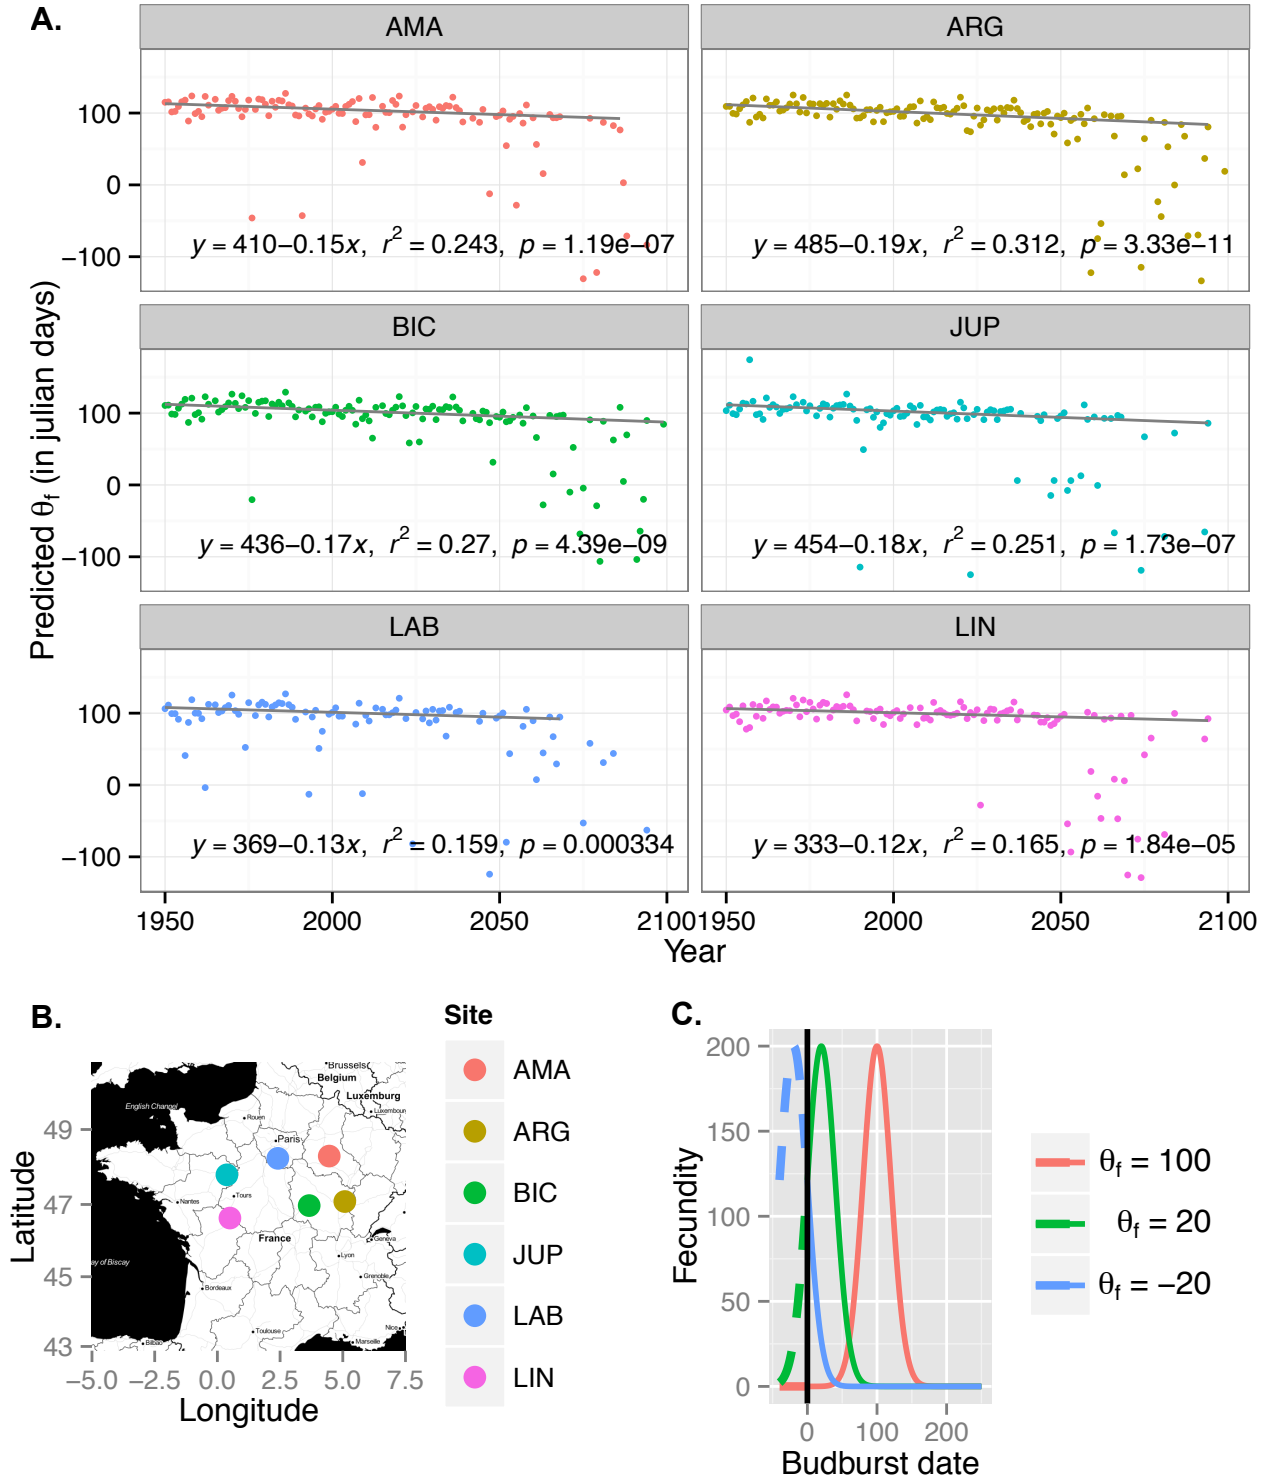 A.
AMA ARG
100
0
−100
y = 410−0.15x, r2 = 0.243, p = 1.19e−07
y = 485−0.19x, r2 = 0.312, p = 3.33e−11
BIC JUP
100
0
−100
y = 436−0.17x, r2 = 0.27, p = 4.39e−09
y = 454−0.18x, r2 = 0.251, p = 1.73e−07
LAB LIN
100
0
−100
y = 369−0.13x, r2 = 0.159, p = 0.000334
y = 333−0.12x, r2 = 0.165, p = 1.84e−05
Predicted θf (in julian days)
1950 2000 2050 2100 1950 2000 2050 2100
Year
B.
Latitude
49
47
45
43
Brussels
Belgium
Luxemburg
Luxembourg
English Channel
Rouen
Paris
Nantes
Tours
France
Geneva
Lyon
ay of Biscay
Grenoble
Bordeaux
Toulouse
Nice
Marseille
Bilbao
−5.0 −2.5 0.0 2.5 5.0 7.5
Longitude
Site
AMA
ARG
BIC
JUP
LAB
LIN
C.
Fecundity
200
150
100
50
0
0 100 200
Budburst date
θf = 100
θf = 20
θf = −20